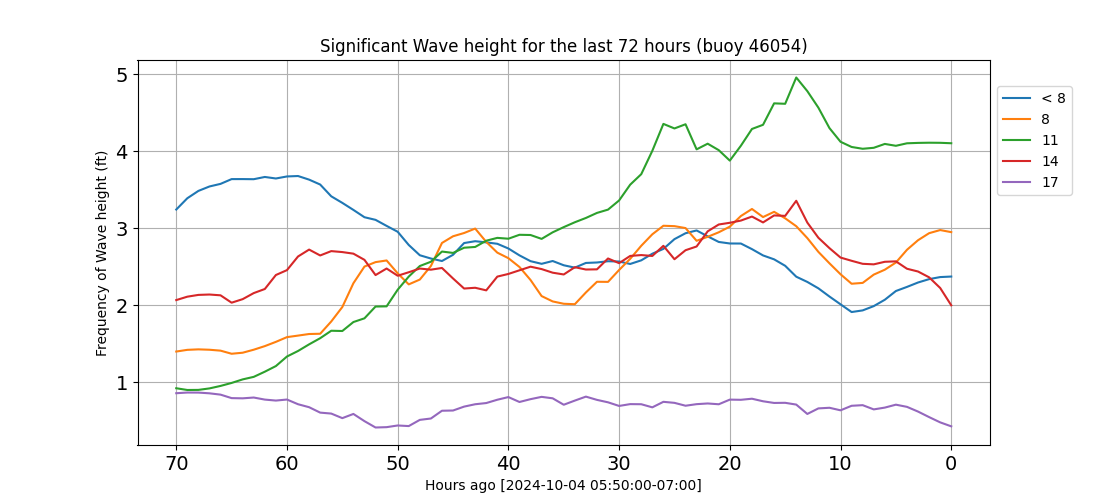 Significant Wave height for the last 72 hours (buoy 46054)
Frequency of Wave height (ft)
5
4
3
2
1
70 60 50 40 30 20 10 0
Hours ago [2024-10-04 05:50:00-07:00]
< 8
8
11
14
17